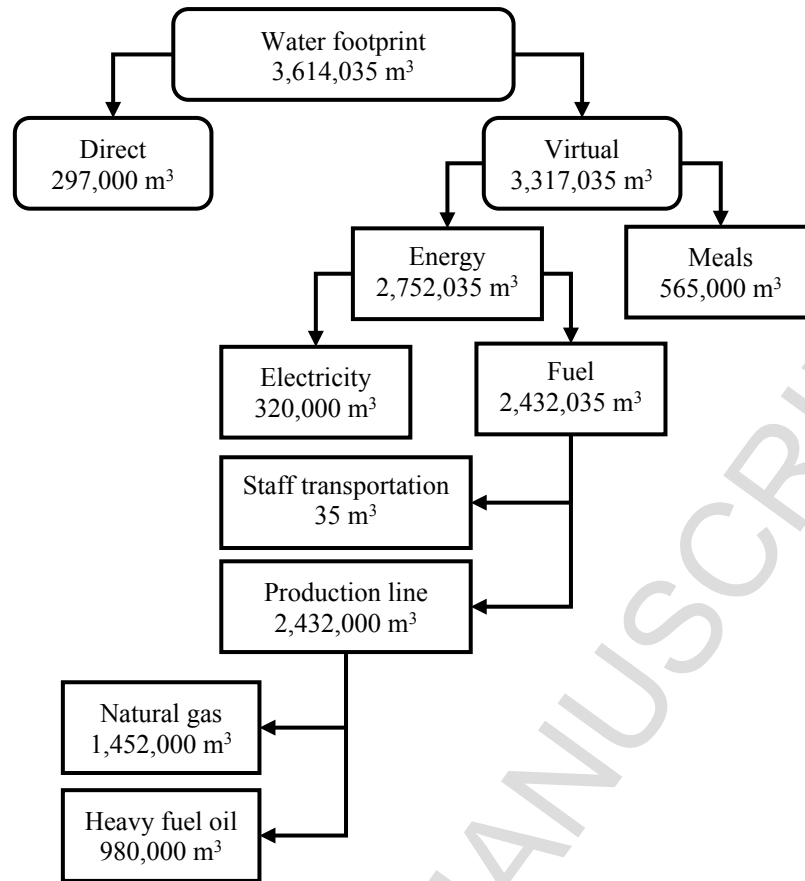 Water footprint
3,614,035 m³
Direct
297,000 m³
Virtual
3,317,035 m³
Energy
2,752,035 m³
Meals
565,000 m³
Electricity
320,000 m³
Fuel
2,432,035 m³
Staff transportation
35 m³
Production line
2,432,000 m³
Natural gas
1,452,000 m³
Heavy fuel oil
980,000 m³